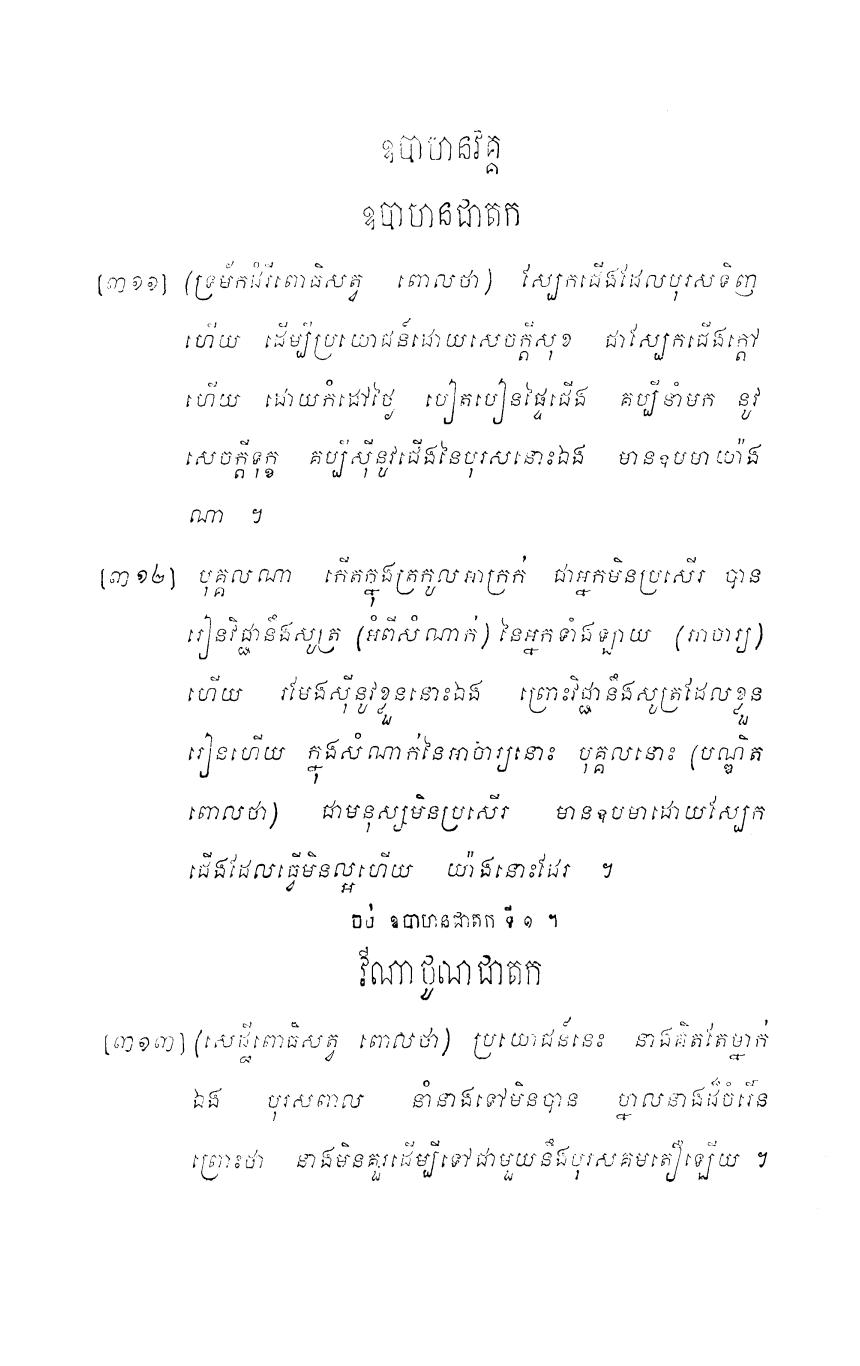 ឧបាហនវគ្គ
ឧបាហនជាតក
[៣១១] (ទ្រម័កដំរីពោធិសត្វ ពោលថា) ស្បែកជើងដែលបុរសទិញ
ហើយ ដើម្បីប្រយោជន៍ដោយសេចក្តីសុខ ជាស្បែកជើងក្តៅ
ហើយ ដោយកំដៅថ្ងៃ បៀតបៀនផ្ទៃជើង គប្បីនាំមក នូវ
សេចក្តីទុក្ខ គប្បីស៊ីនូវជើងនៃបុរសនោះឯង មានឧបមាយ៉ាង
ណា ។
[៣១២] បុគ្គលណា កើតក្នុងត្រកូលអាក្រក់ ជាអ្នកមិនប្រសើរ បាន
រៀនវិជ្ជានឹងសូត្រ (អំពីសំណាក់) នៃអ្នកទាំងឡាយ (អាចារ្យ)
ហើយ រមែងស៊ីនូវខ្លួននោះឯង ព្រោះវិជ្ជានឹងសូត្រដែលខ្លួន
រៀនហើយ ក្នុងសំណាក់នៃអាចារ្យនោះ បុគ្គលនោះ (បណ្ឌិត
ពោលថា) ជាមនុស្សមិនប្រសើរ មានឧបមាដោយស្បែក
ជើងដែលធ្វើមិនល្អហើយ យ៉ាងនោះដែរ ។
ចប់ ឧបាហនជាតក ទី ១ ។
វីណាថូណជាតក
[៣១៣] (សេដ្ឋីពោធិសត្វ ពោលថា) ប្រយោជន៍នេះ នាងគិតតែម្នាក់
ឯង បុរសពាល នាំនាងទៅមិនបាន ហ្នាលនាងដ៏ចំរើន
ព្រោះថា នាងមិនគួរដើម្បីទៅជាមួយនឹងបុរសគមតឿឡើយ ។